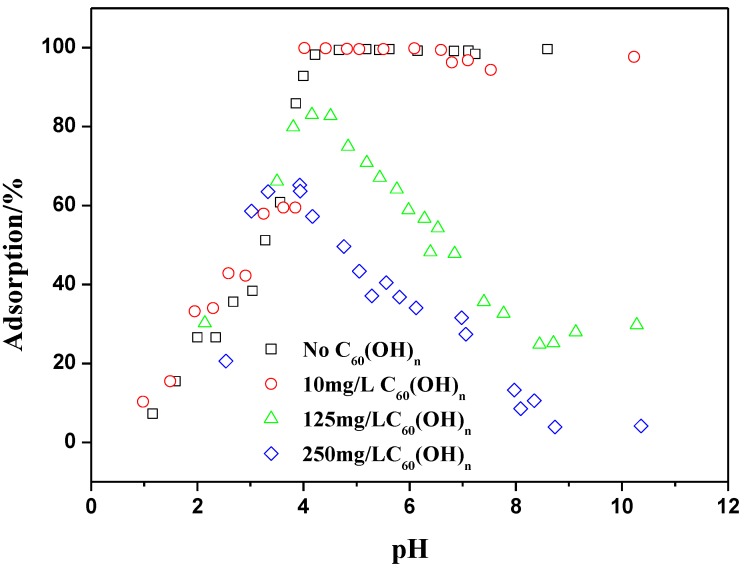 100
80
60
40
20
0
Adsorption/%
No C60(OH)n
10mg/L C60(OH)n
125mg/LC60(OH)n
250mg/LC60(OH)n
0 2 4 6 8 10 12
pH